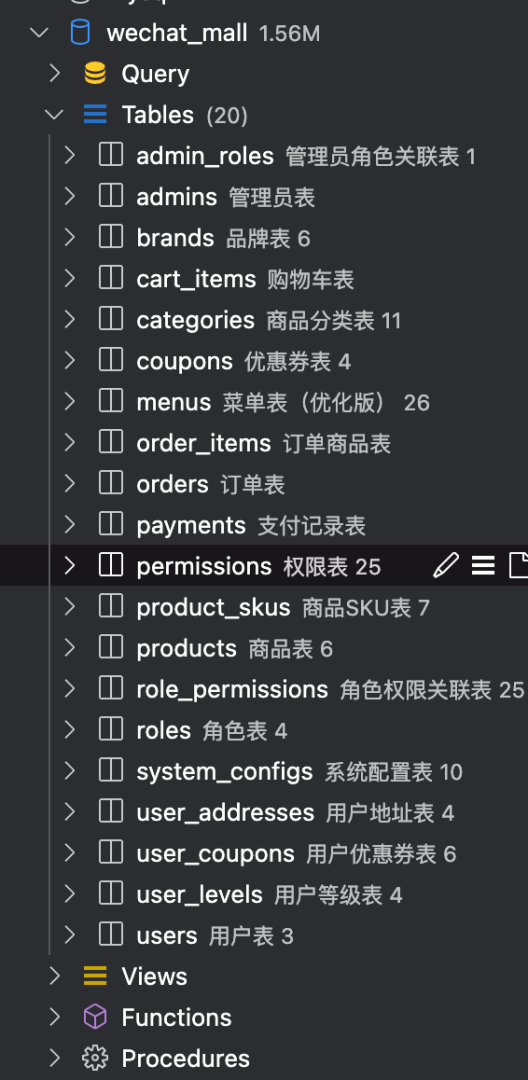 wechat_mall 1.56M
Query
Tables (20)
admin_roles 管理员角色关联表 1
admins 管理员表
brands 品牌表 6
cart_items 购物车表
categories 商品分类表 11
coupons 优惠券表 4
menus 菜单表（优化版） 26
order_items 订单商品表
orders 订单表
payments 支付记录表
permissions 权限表 25
product_skus 商品SKU表 7
products 商品表 6
role_permissions 角色权限关联表 25
roles 角色表 4
system_configs 系统配置表 10
user_addresses 用户地址表 4
user_coupons 用户优惠券表 6
user_levels 用户等级表 4
users 用户表 3
Views
Functions
Procedures